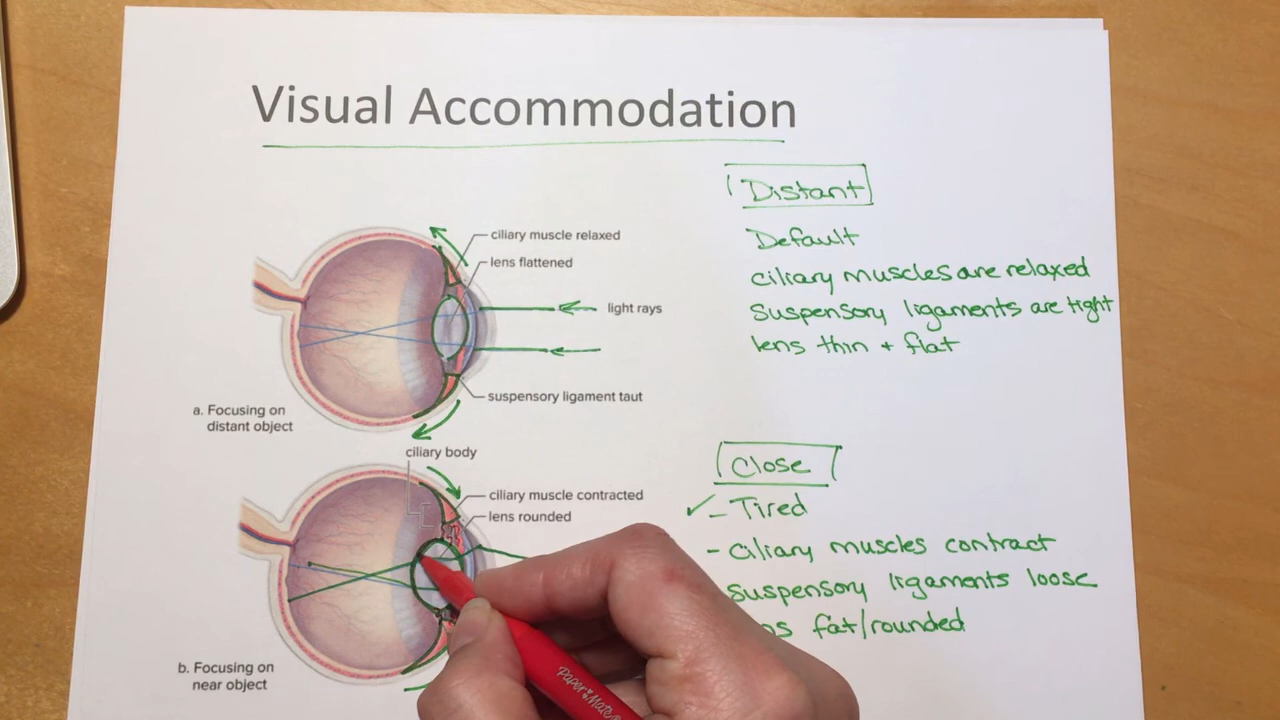 Visual Accommodation
Distant
Default
ciliary muscles are relaxed
suspensory ligaments are tight
lens thin + flat
ciliary muscle relaxed
lens flattened
light rays
suspensory ligament taut
a. Focusing on
distant object
ciliary body
ciliary muscle contracted
lens rounded
b. Focusing on
near object
Close
- Tired
- ciliary muscles contract
suspensory ligaments loose
fat/rounded
Paper Mate